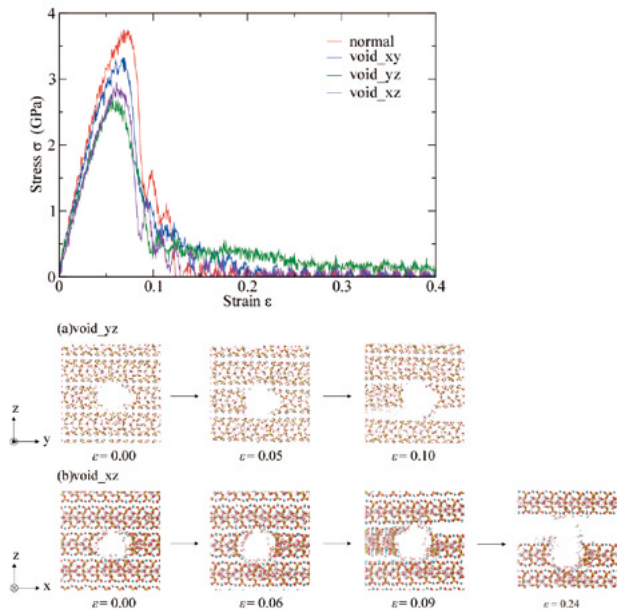 normal
void_xy
void_yz
void_xz
Stress σ (GPa)
4
3
2
1
0
0 0.1 0.2 0.3 0.4
Strain ε
(a)void_yz
z
y
ε = 0.00 ε = 0.05 ε = 0.10
(b)void_xz
z
x
ε = 0.00 ε = 0.06 ε = 0.09 ε = 0.24